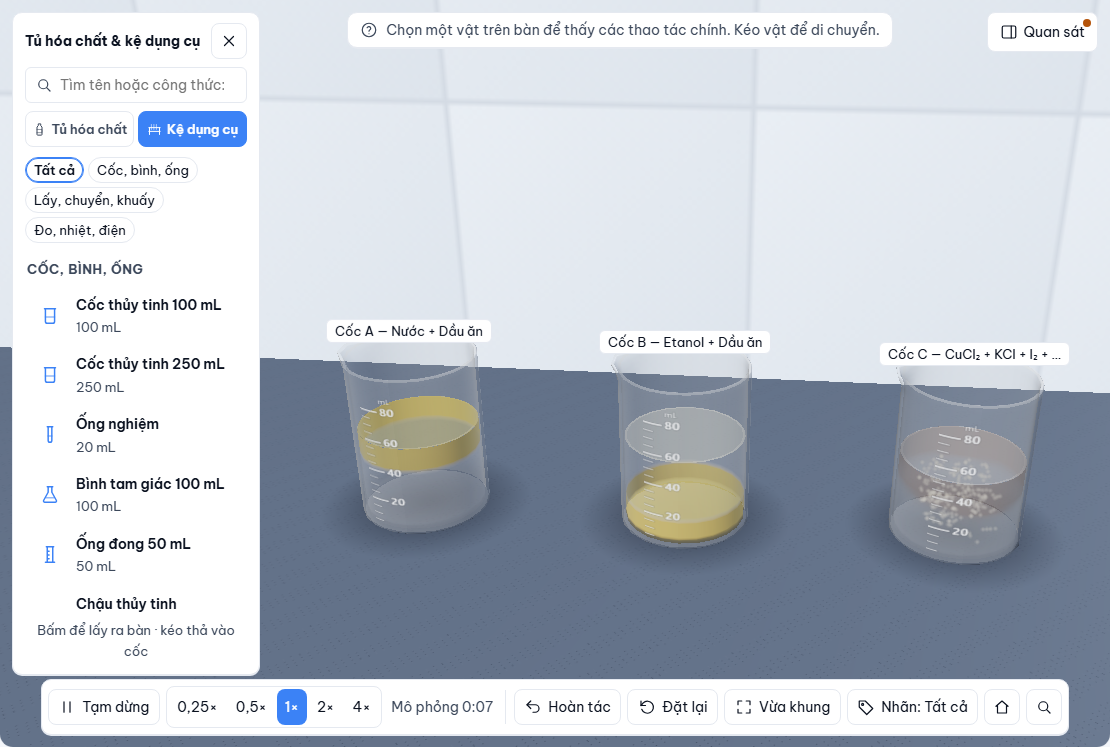 Tủ hóa chất & kệ dụng cụ
Tìm tên hoặc công thức:
Tủ hóa chất
Kệ dụng cụ
Tất cả
Cốc, bình, ống
Lấy, chuyển, khuấy
Đo, nhiệt, điện
CỐC, BÌNH, ỐNG
Cốc thủy tinh 100 mL
100 mL
Cốc thủy tinh 250 mL
250 mL
Ống nghiệm
20 mL
Bình tam giác 100 mL
100 mL
Ống đong 50 mL
50 mL
Chậu thủy tinh
Bấm để lấy ra bàn · kéo thả vào
cốc
Chọn một vật trên bàn để thấy các thao tác chính. Kéo vật để di chuyển.
Quan sát
Cốc A — Nước + Dầu ăn
mL
80
60
40
20
Cốc B — Etanol + Dầu ăn
mL
80
60
40
20
Cốc C — CuCl₂ + KCl + I₂ + ...
mL
80
60
40
20
Tạm dừng
0,25×
0,5×
1×
2×
4×
Mô phỏng 0:07
Hoàn tác
Đặt lại
Vừa khung
Nhãn: Tất cả